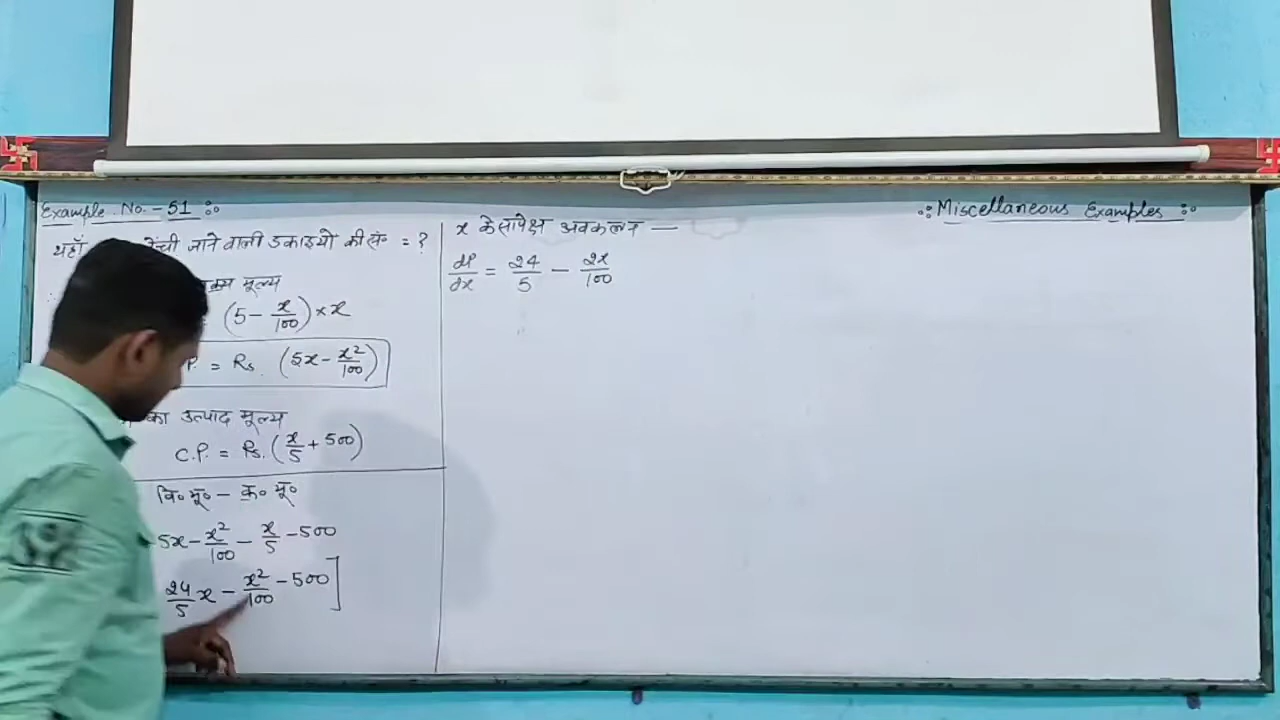 Example No. - 51 :-
यहाँ बेंची जाने वाली इकाइयो की सं० = ?
मूल्य
(5 - x/100) × x
P. = Rs. (5x - x²/100)
का उत्पाद मूल्य
C.P. = Rs. (x/5 + 500)
वि० मू० - क्र० मू०
5x - x²/100 - x/5 - 500
24/5 x - x²/100 - 500]
x के सापेक्ष अवकलन —
dP/dx = 24/5 - 2x/100
.: Miscellaneous Examples :.